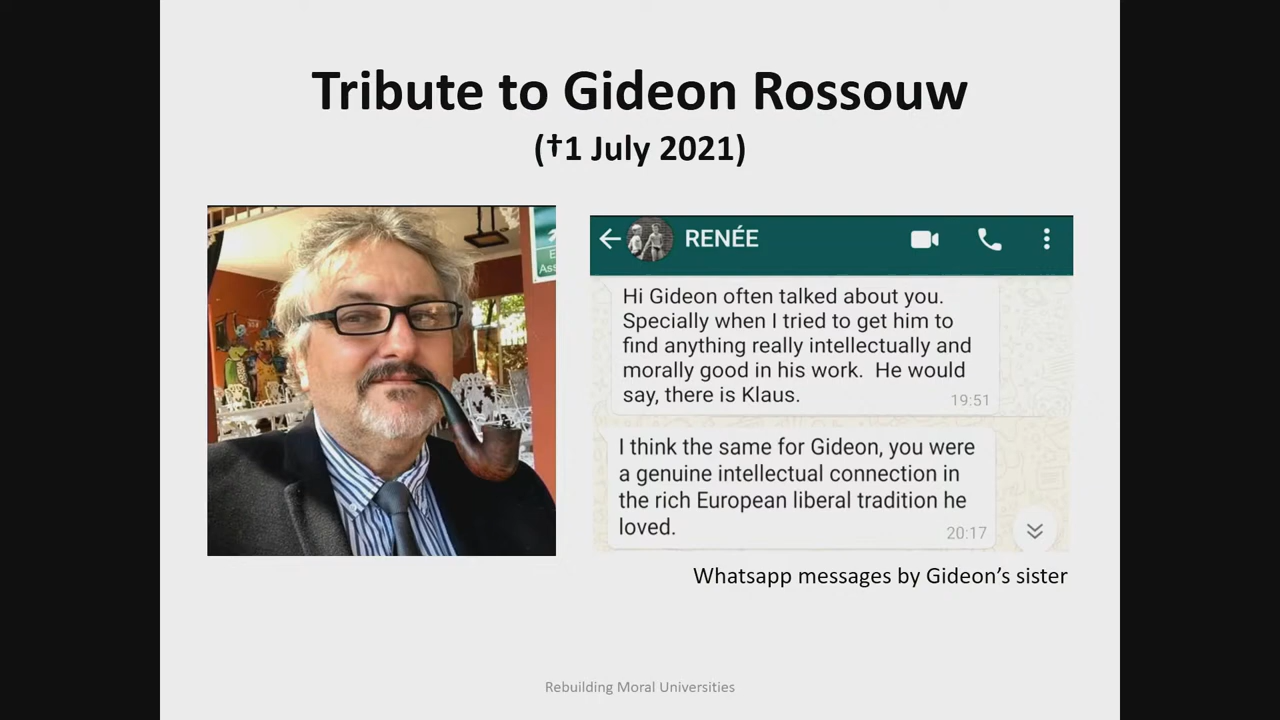 Tribute to Gideon Rossouw
(†1 July 2021)
E
Ass
RENÉE
Hi Gideon often talked about you.
Specially when I tried to get him to
find anything really intellectually and
morally good in his work.  He would
say, there is Klaus.
19:51
I think the same for Gideon, you were
a genuine intellectual connection in
the rich European liberal tradition he
loved.
20:17
Whatsapp messages by Gideon’s sister
Rebuilding Moral Universities